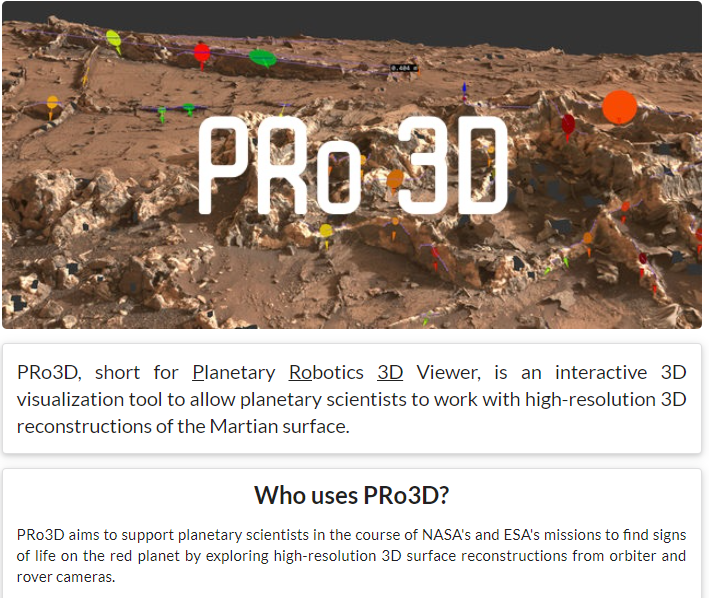 0.404 m
PRo3D
PRo3D, short for Planetary Robotics 3D Viewer, is an interactive 3D
visualization tool to allow planetary scientists to work with high-resolution 3D
reconstructions of the Martian surface.
Who uses PRo3D?
PRo3D aims to support planetary scientists in the course of NASA's and ESA's missions to find signs
of life on the red planet by exploring high-resolution 3D surface reconstructions from orbiter and
rover cameras.